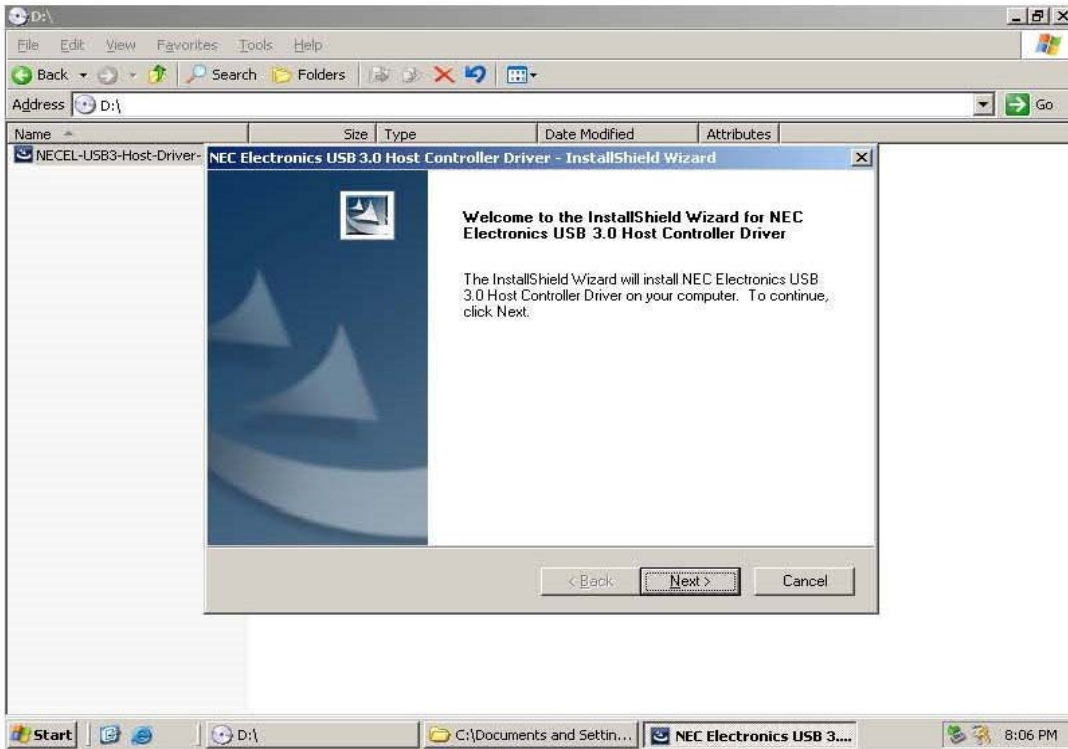 D:\
File Edit View Favorites Tools Help
Back Search Folders
Address D:\ Go
Name Size Type Date Modified Attributes
NECEL-USB3-Host-Driver-
NEC Electronics USB 3.0 Host Controller Driver - InstallShield Wizard
Welcome to the InstallShield Wizard for NEC
Electronics USB 3.0 Host Controller Driver
The InstallShield Wizard will install NEC Electronics USB
3.0 Host Controller Driver on your computer. To continue,
click Next.
< Back Next > Cancel
Start D:\ C:\Documents and Settin... NEC Electronics USB 3.... 8:06 PM